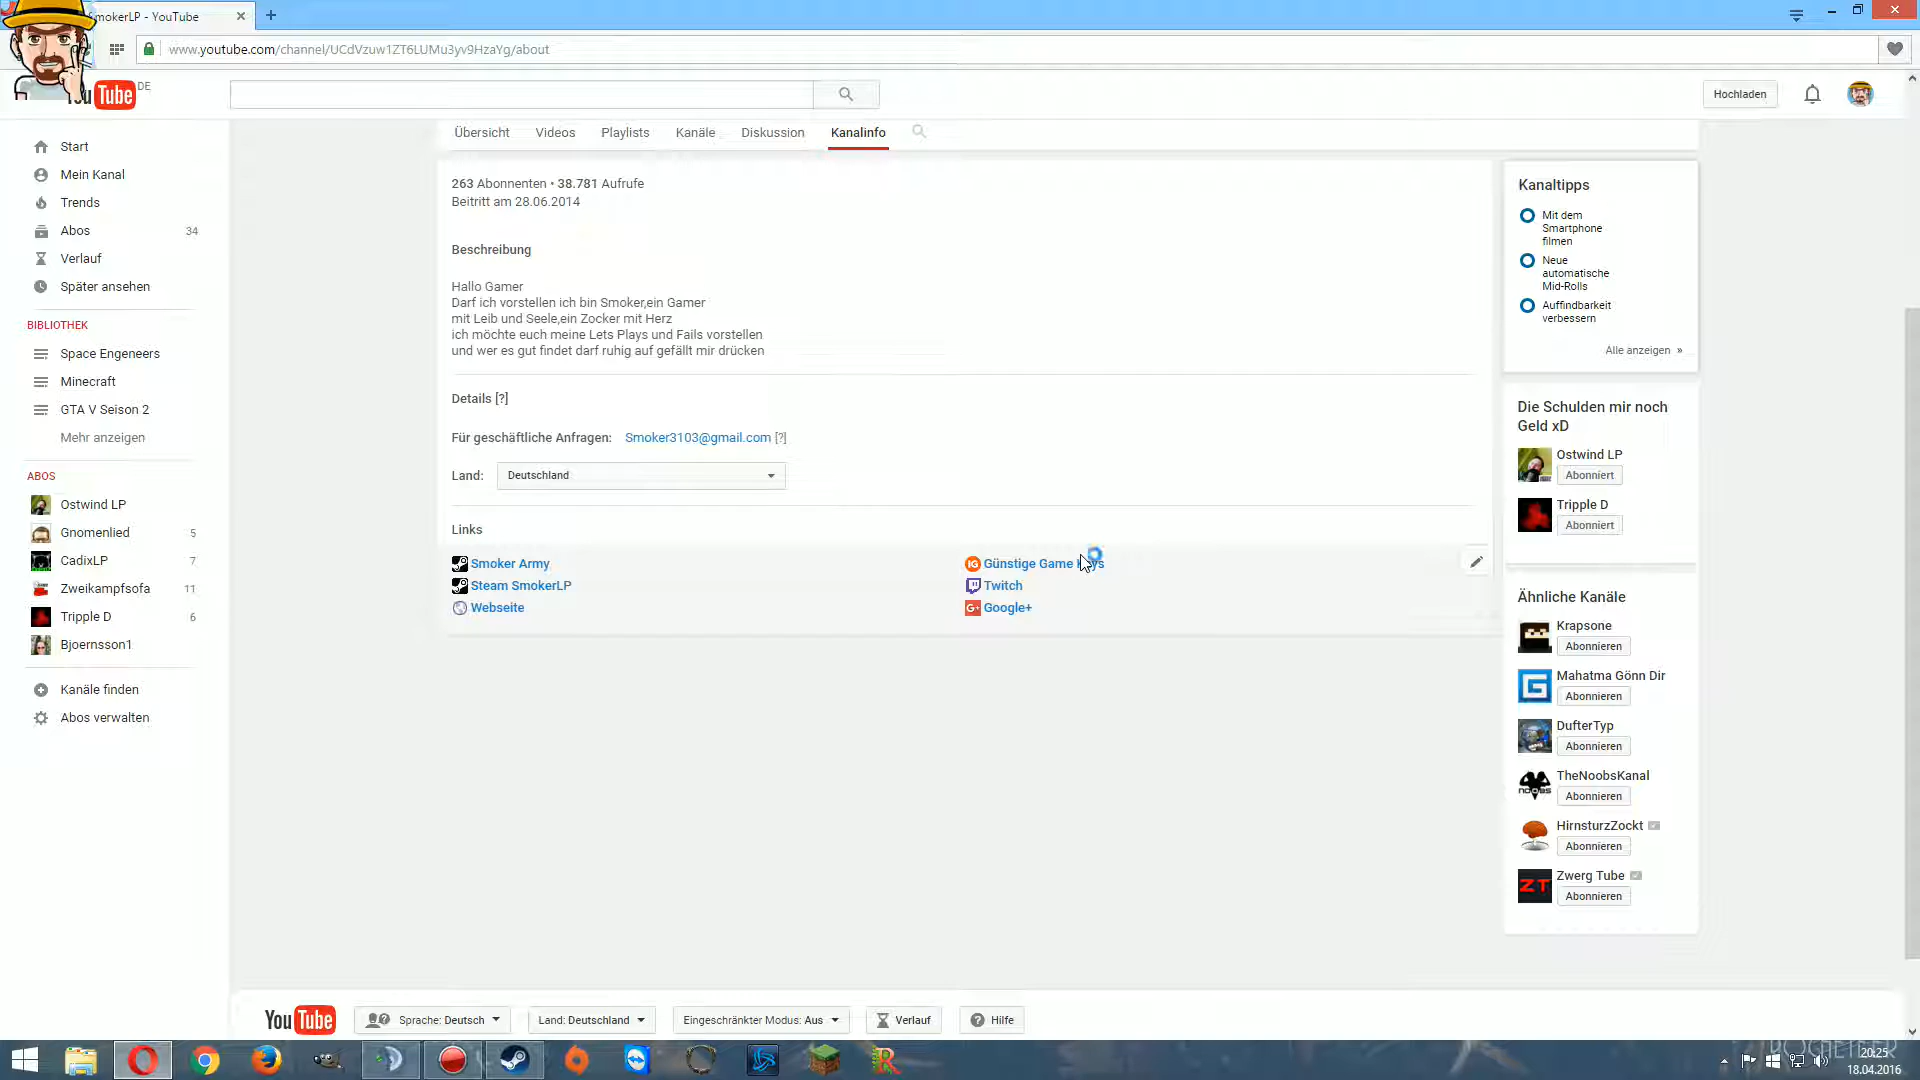 smokerLP - YouTube
www.youtube.com/channel/UCdVzuw1ZT6LUMu3yv9HzaYg/about
You Tube DE
Hochladen
Übersicht
Videos
Playlists
Kanäle
Diskussion
Kanalinfo
Start
Mein Kanal
Trends
Abos 34
Verlauf
Später ansehen
BIBLIOTHEK
Space Engeneers
Minecraft
GTA V Seison 2
Mehr anzeigen
ABOS
Ostwind LP
Gnomenlied 5
CadixLP 7
Zweikampfsofa 11
Tripple D 6
Bjoernsson1
Kanäle finden
Abos verwalten
263 Abonnenten • 38.781 Aufrufe
Beitritt am 28.06.2014
Beschreibung
Hallo Gamer
Darf ich vorstellen ich bin Smoker,ein Gamer
mit Leib und Seele,ein Zocker mit Herz
ich möchte euch meine Lets Plays und Fails vorstellen
und wer es gut findet darf ruhig auf gefällt mir drücken
Details [?]
Für geschäftliche Anfragen: Smoker3103@gmail.com [?]
Land: Deutschland
Links
Smoker Army
Steam SmokerLP
Webseite
Günstige Game Keys
Twitch
Google+
Kanaltipps
Mit dem
Smartphone
filmen
Neue
automatische
Mid-Rolls
Auffindbarkeit
verbessern
Alle anzeigen »
Die Schulden mir noch
Geld xD
Ostwind LP
Abonniert
Tripple D
Abonniert
Ähnliche Kanäle
Krapsone
Abonnieren
Mahatma Gönn Dir
Abonnieren
DufterTyp
Abonnieren
TheNoobsKanal
Abonnieren
HirnsturzZockt
Abonnieren
Zwerg Tube
Abonnieren
You Tube
Sprache: Deutsch
Land: Deutschland
Eingeschränkter Modus: Aus
Verlauf
Hilfe
20:25
18.04.2016